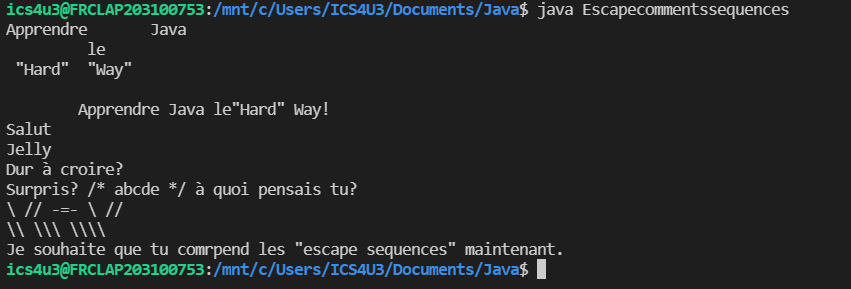 ics4u3@FRCLAP203100753:/mnt/c/Users/ICS4U3/Documents/Java$ java Escapecommentssequences
Apprendre       Java
         le
 "Hard"  "Way"

        Apprendre Java le"Hard" Way!
Salut
Jelly
Dur à croire?
Surpris? /* abcde */ à quoi pensais tu?
\ // -=- \ //
\\ \\\ \\\\
Je souhaite que tu comrpend les "escape sequences" maintenant.
ics4u3@FRCLAP203100753:/mnt/c/Users/ICS4U3/Documents/Java$